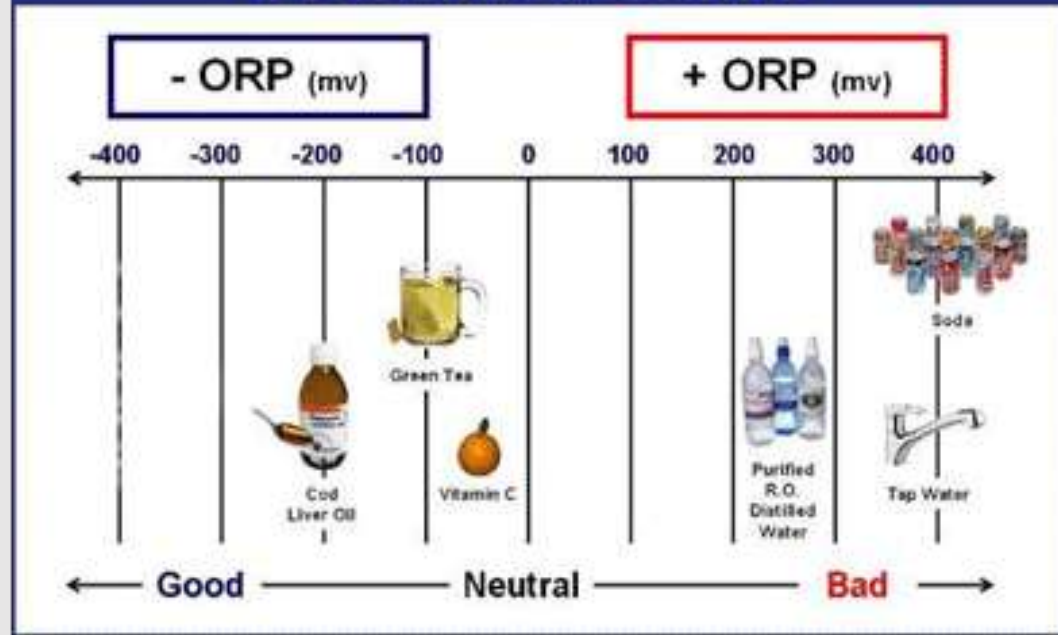 - ORP (mv)
+ ORP (mv)
-400 -300 -200 -100 0 100 200 300 400
Soda
Green Tea
Cod
Liver Oil
Vitamin C
Purified
R.O.
Distilled
Water
Tap Water
Good Neutral Bad